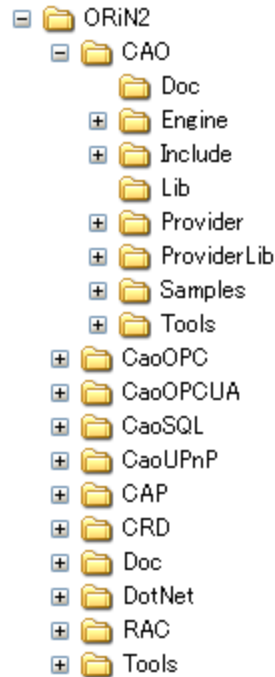 ORiN2
CAO
Doc
Engine
Include
Lib
Provider
ProviderLib
Samples
Tools
CaoOPC
CaoOPCUA
CaoSQL
CaoUPnP
CAP
CRD
Doc
DotNet
RAC
Tools